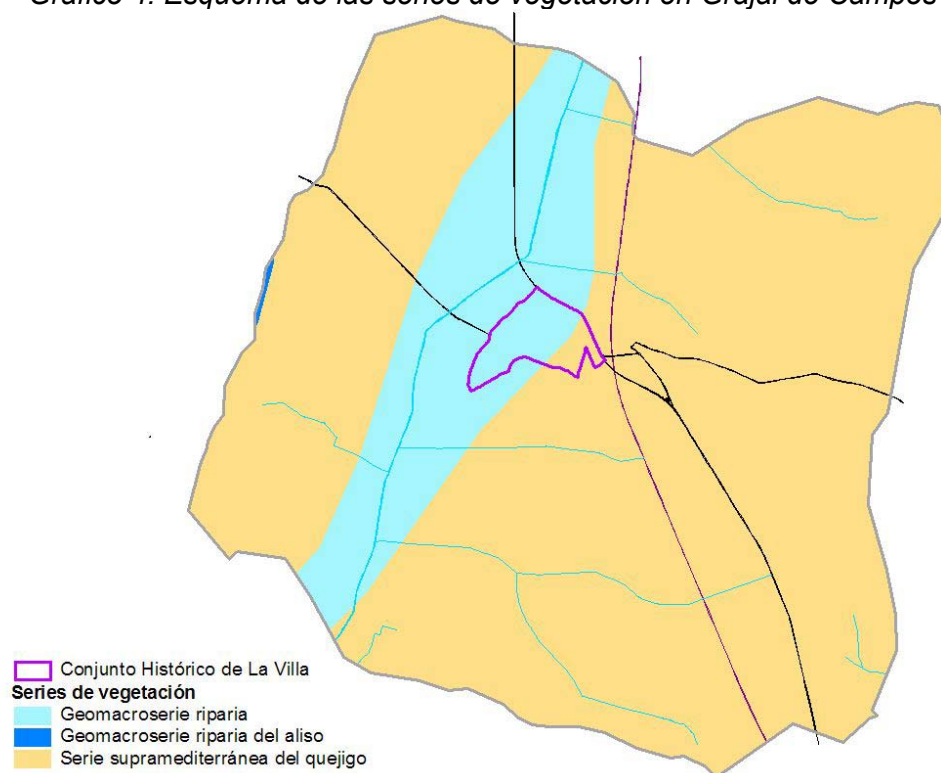 Gráfico 4. Esquema de las series de vegetación en Grajal de Campos
Conjunto Histórico de La Villa
Series de vegetación
Geomacroserie riparia
Geomacroserie riparia del aliso
Serie supramediterránea del quejigo